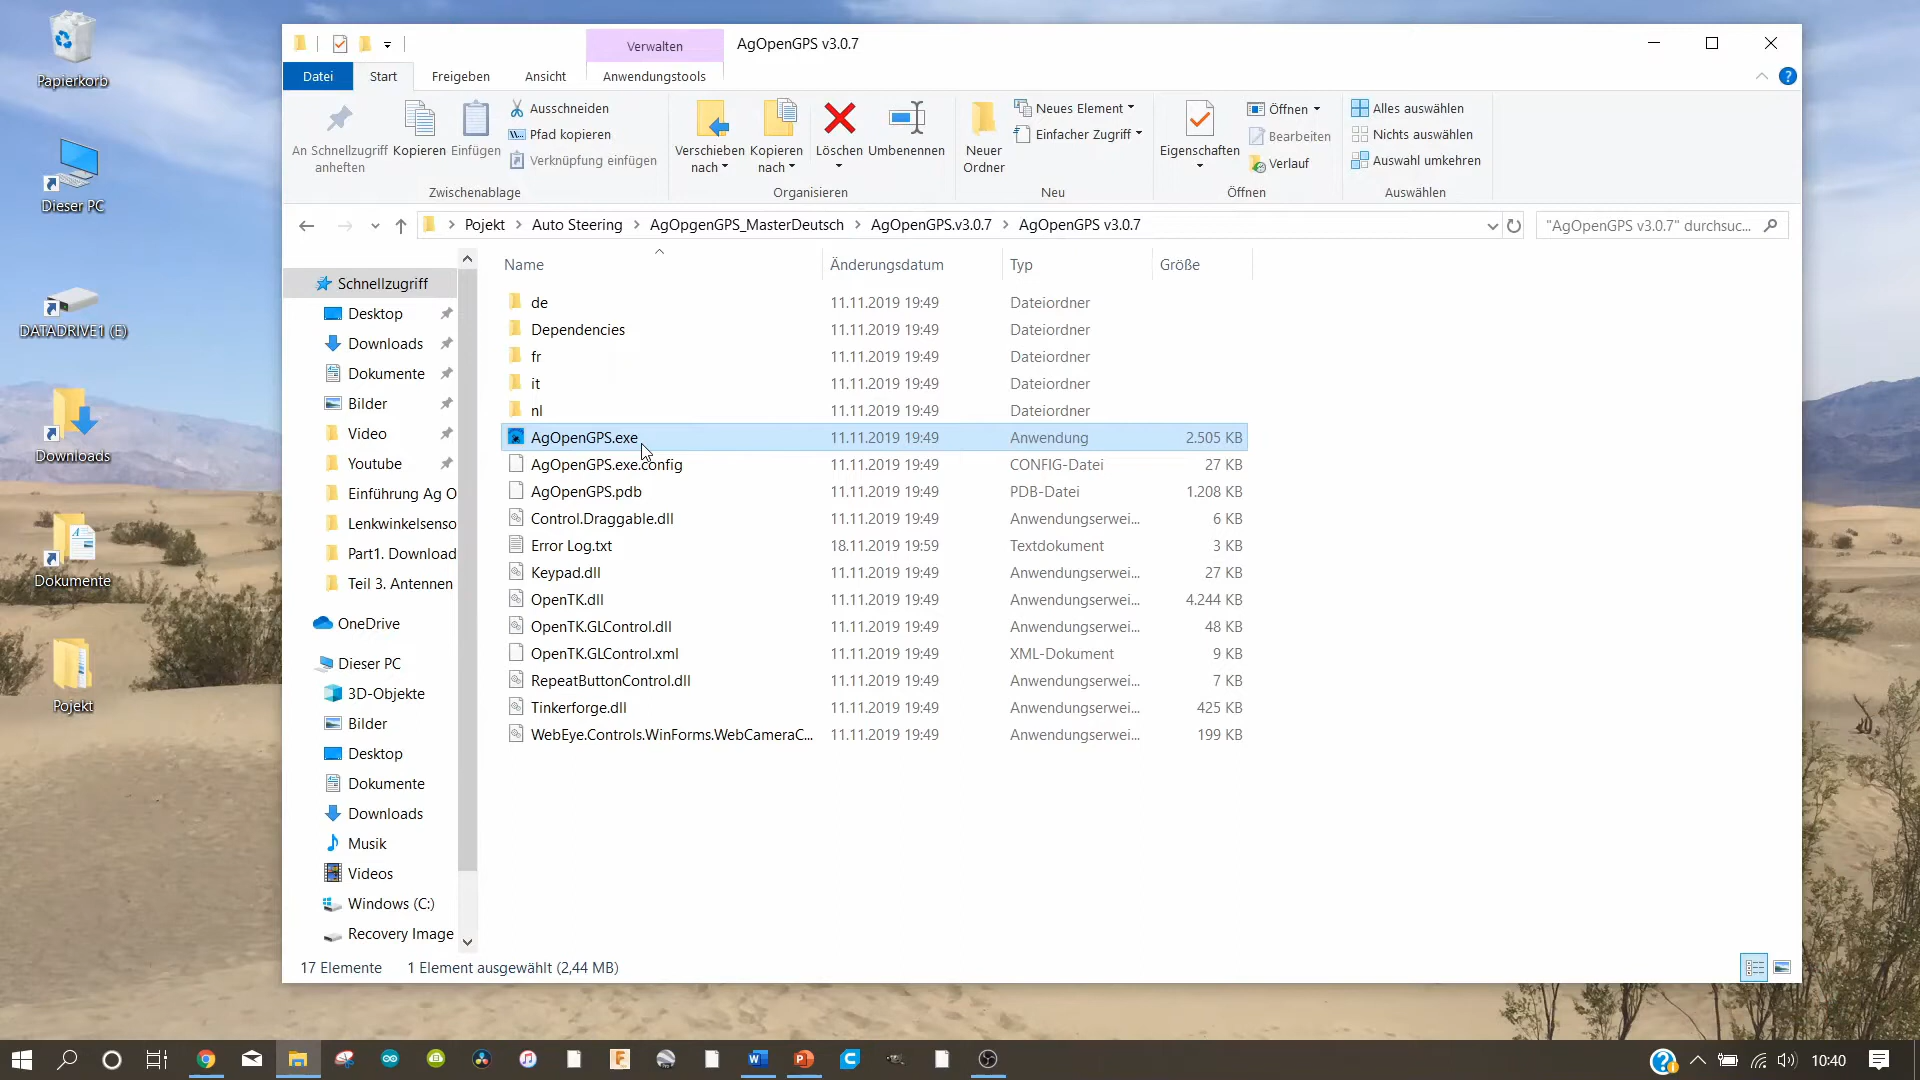 Papierkorb
Dieser PC
DATADRIVE1 (E)
Downloads
Dokumente
Pojekt
Verwalten
AgOpenGPS v3.0.7
Datei
Start
Freigeben
Ansicht
Anwendungstools
An Schnellzugriff
anheften
Kopieren
Einfügen
Ausschneiden
Pfad kopieren
Verknüpfung einfügen
Zwischenablage
Verschieben
nach
Kopieren
nach
Löschen
Umbenennen
Organisieren
Neuer
Ordner
Neues Element
Einfacher Zugriff
Neu
Eigenschaften
Öffnen
Bearbeiten
Verlauf
Öffnen
Alles auswählen
Nichts auswählen
Auswahl umkehren
Auswählen
Pojekt > Auto Steering > AgOpgenGPS_MasterDeutsch > AgOpenGPS.v3.0.7 > AgOpenGPS v3.0.7
"AgOpenGPS v3.0.7" durchsuc...
Schnellzugriff
Desktop
Downloads
Dokumente
Bilder
Video
Youtube
Einführung Ag O
Lenkwinkelsenso
Part1. Download
Teil 3. Antennen
OneDrive
Dieser PC
3D-Objekte
Bilder
Desktop
Dokumente
Downloads
Musik
Videos
Windows (C:)
Recovery Image
Name Änderungsdatum Typ Größe
de 11.11.2019 19:49 Dateiordner
Dependencies 11.11.2019 19:49 Dateiordner
fr 11.11.2019 19:49 Dateiordner
it 11.11.2019 19:49 Dateiordner
nl 11.11.2019 19:49 Dateiordner
AgOpenGPS.exe 11.11.2019 19:49 Anwendung 2.505 KB
AgOpenGPS.exe.config 11.11.2019 19:49 CONFIG-Datei 27 KB
AgOpenGPS.pdb 11.11.2019 19:49 PDB-Datei 1.208 KB
Control.Draggable.dll 11.11.2019 19:49 Anwendungserwei... 6 KB
Error Log.txt 18.11.2019 19:59 Textdokument 3 KB
Keypad.dll 11.11.2019 19:49 Anwendungserwei... 27 KB
OpenTK.dll 11.11.2019 19:49 Anwendungserwei... 4.244 KB
OpenTK.GLControl.dll 11.11.2019 19:49 Anwendungserwei... 48 KB
OpenTK.GLControl.xml 11.11.2019 19:49 XML-Dokument 9 KB
RepeatButtonControl.dll 11.11.2019 19:49 Anwendungserwei... 7 KB
Tinkerforge.dll 11.11.2019 19:49 Anwendungserwei... 425 KB
WebEye.Controls.WinForms.WebCameraC... 11.11.2019 19:49 Anwendungserwei... 199 KB
17 Elemente 1 Element ausgewählt (2,44 MB)
10:40